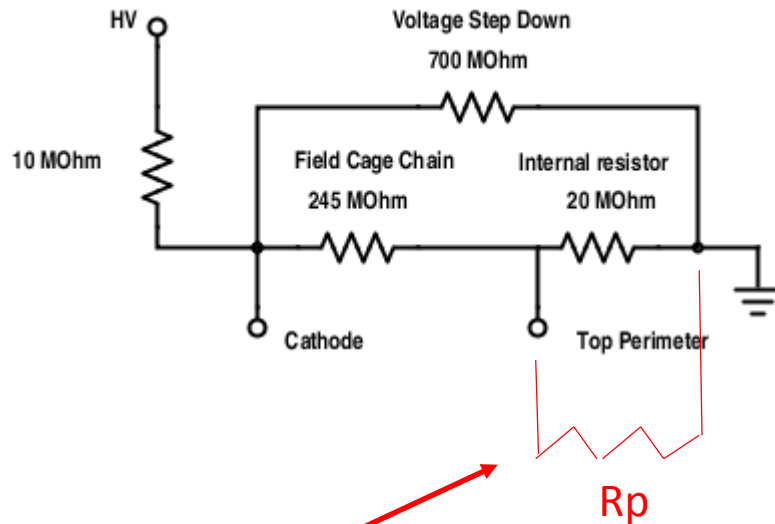 HV
Voltage Step Down
700 MOhm
10 MOhm
Field Cage Chain
245 MOhm
Internal resistor
20 MOhm
Cathode
Top Perimeter
Rp